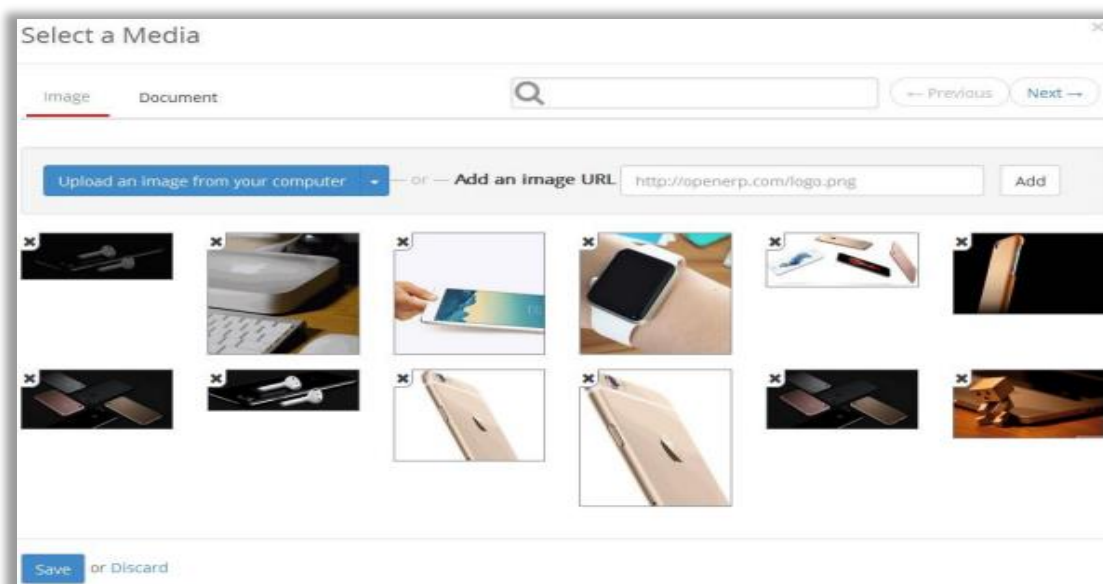 Select a Media
×
Image Document ← Previous Next →
Upload an image from your computer — or — Add an image URL http://openerp.com/logo.png Add
Save or Discard